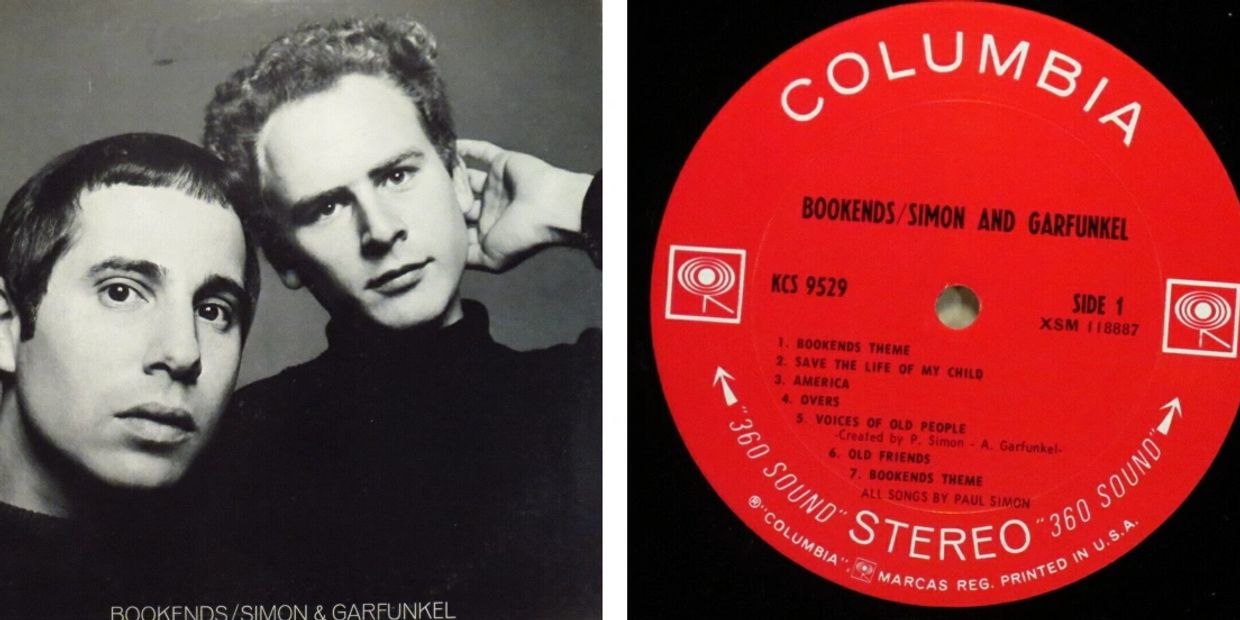 BOOKENDS/SIMON & GARFUNKEL
COLUMBIA
BOOKENDS/SIMON AND GARFUNKEL
KCS 9529
SIDE 1
XSM 118887
1. BOOKENDS THEME
2. SAVE THE LIFE OF MY CHILD
3. AMERICA
4. OVERS
5. VOICES OF OLD PEOPLE
-Created by P. Simon - A. Garfunkel-
6. OLD FRIENDS
7. BOOKENDS THEME
ALL SONGS BY PAUL SIMON
"360 SOUND" STEREO "360 SOUND"
℗"COLUMBIA", MARCAS REG. PRINTED IN U.S.A.